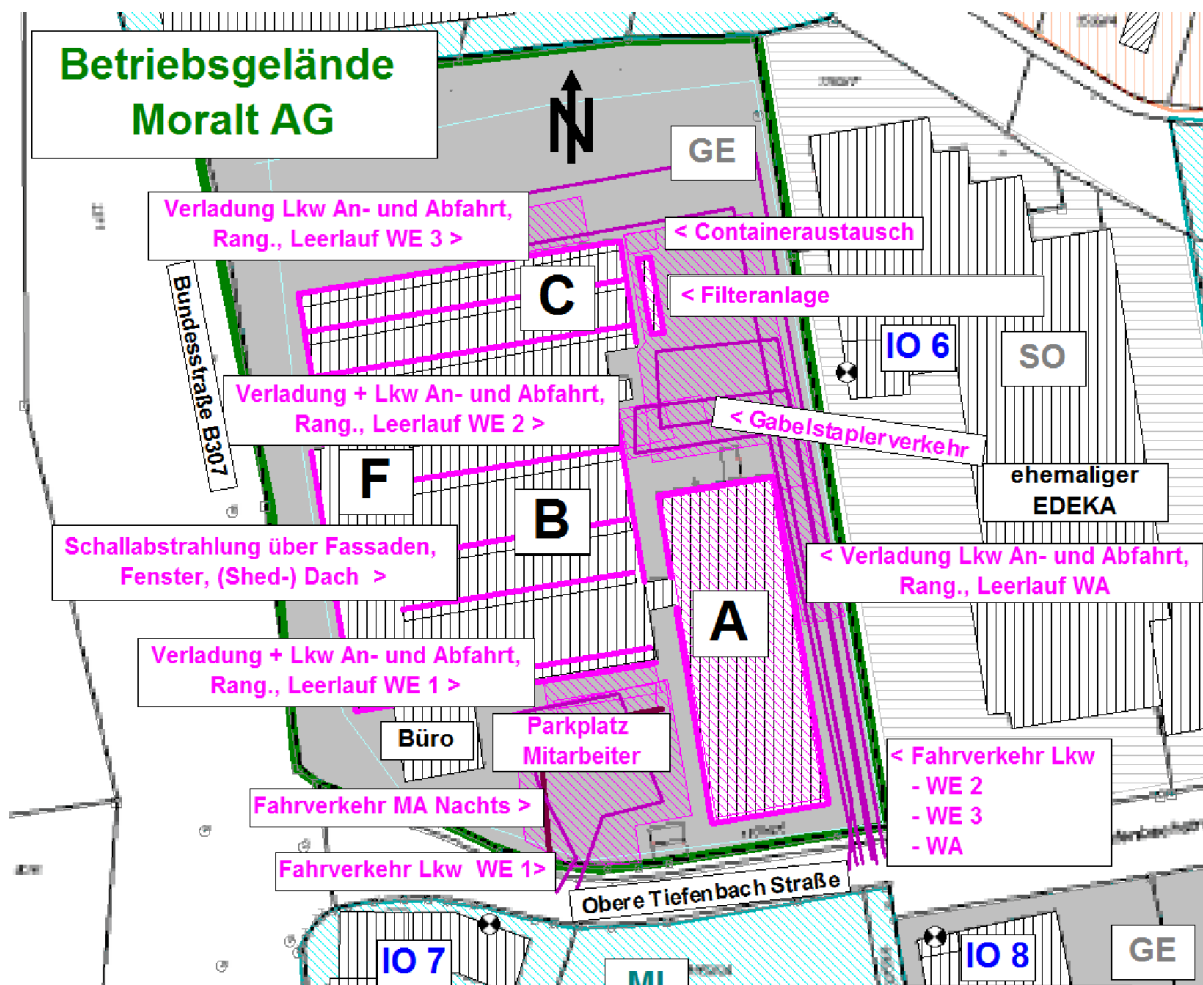 Betriebsgelände
Moralt AG
N
GE
Verladung Lkw An- und Abfahrt,
Rang., Leerlauf WE 3 >
< Containeraustausch
< Filteranlage
C
Bundesstraße B307
IO 6
SO
Verladung + Lkw An- und Abfahrt,
Rang., Leerlauf WE 2 >
< Gabelstaplerverkehr
F
B
ehemaliger
EDEKA
Schallabstrahlung über Fassaden,
Fenster, (Shed-) Dach >
< Verladung Lkw An- und Abfahrt,
Rang., Leerlauf WA
A
Verladung + Lkw An- und Abfahrt,
Rang., Leerlauf WE 1 >
Büro
Parkplatz
Mitarbeiter
< Fahrverkehr Lkw
- WE 2
- WE 3
- WA
Fahrverkehr MA Nachts >
Fahrverkehr Lkw WE 1>
Obere Tiefenbach Straße
IO 7
MI
IO 8
GE